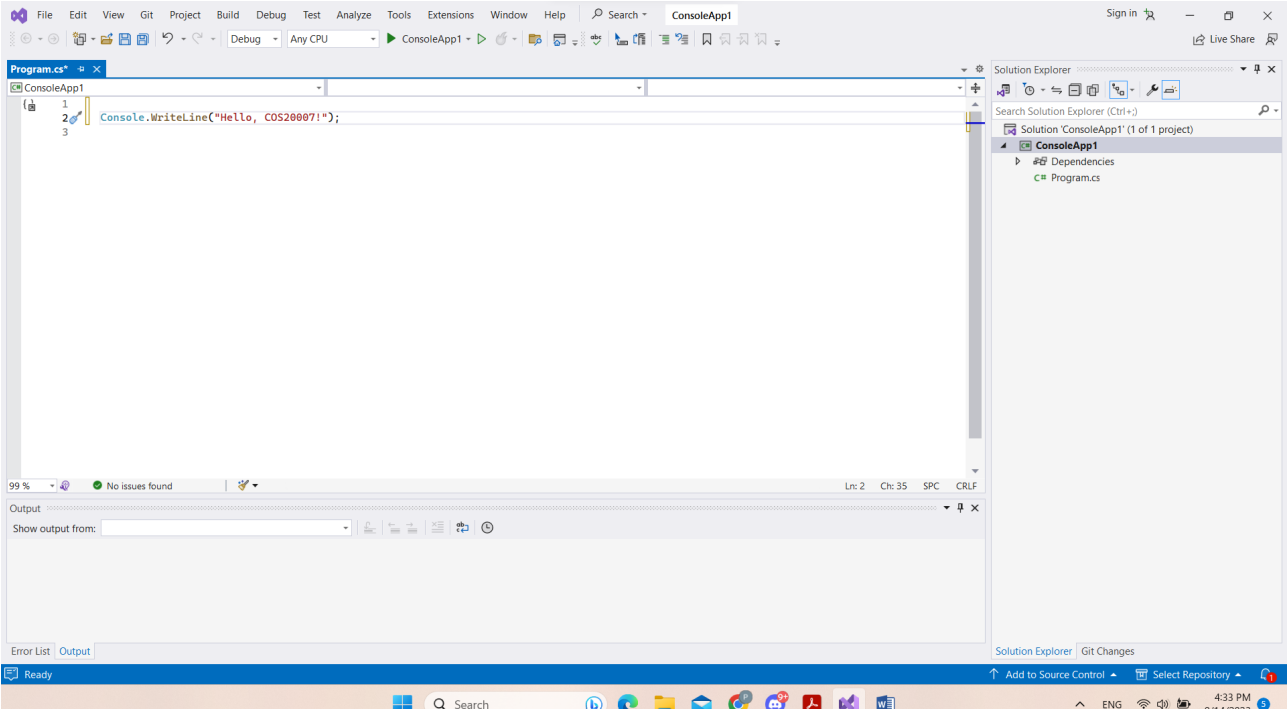 File Edit View Git Project Build Debug Test Analyze Tools Extensions Window Help Search ConsoleApp1 Sign in
Debug Any CPU ConsoleApp1 Live Share
Program.cs*
ConsoleApp1
1
2 Console.WriteLine("Hello, COS20007!");
3
99 % No issues found Ln: 2 Ch: 35 SPC CRLF
Output
Show output from:
Error List Output
Solution Explorer
Search Solution Explorer (Ctrl+;)
Solution 'ConsoleApp1' (1 of 1 project)
ConsoleApp1
Dependencies
C# Program.cs
Solution Explorer Git Changes
Ready Add to Source Control Select Repository 1
Search P 9+ ENG 4:33 PM 5